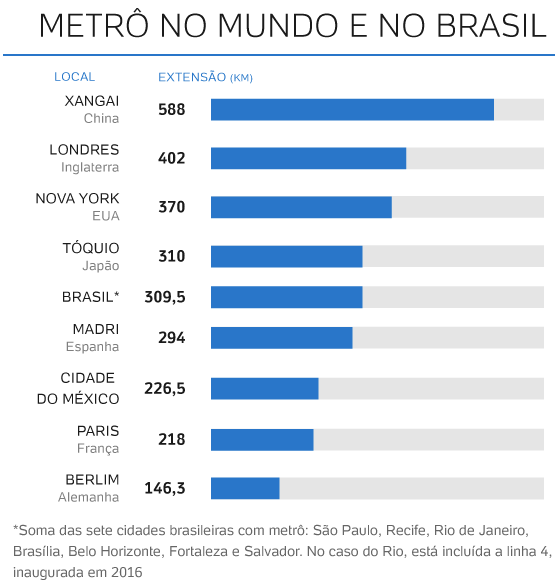 METRÔ NO MUNDO E NO BRASIL
LOCAL EXTENSÃO (KM)
XANGAI
China
588
LONDRES
Inglaterra
402
NOVA YORK
EUA
370
TÓQUIO
Japão
310
BRASIL* 309,5
MADRI
Espanha
294
CIDADE
DO MÉXICO
226,5
PARIS
França
218
BERLIM
Alemanha
146,3
*Soma das sete cidades brasileiras com metrô: São Paulo, Recife, Rio de Janeiro,
Brasília, Belo Horizonte, Fortaleza e Salvador. No caso do Rio, está incluída a linha 4,
inaugurada em 2016